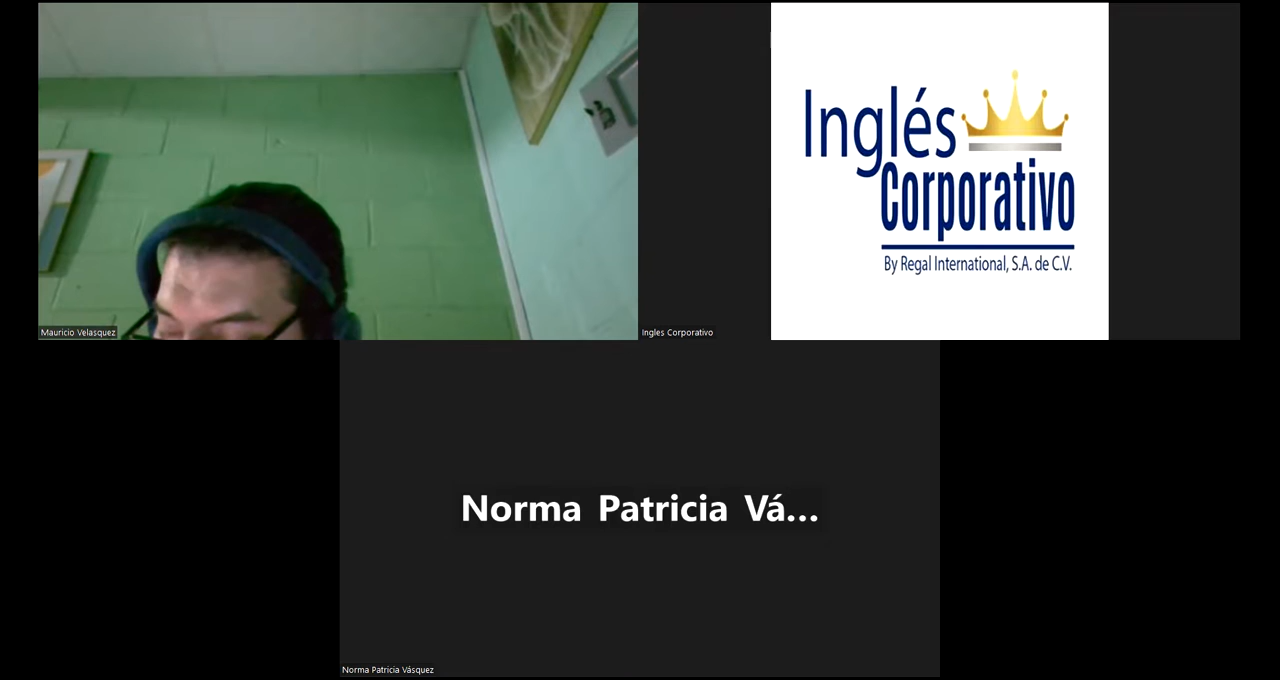 Mauricio Velasquez
Inglés
Corporativo
By Regal International, S.A. de C.V.
Ingles Corporativo
Norma Patricia Vá...
Norma Patricia Vásquez